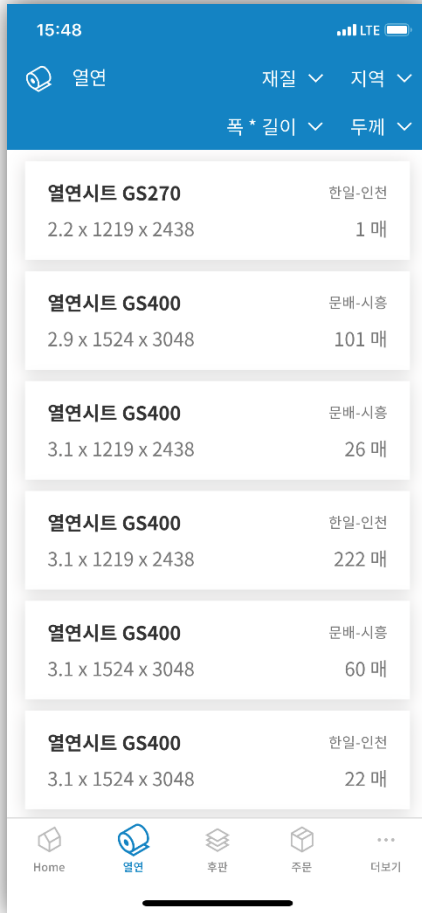 15:48 LTE
열연 재질 지역
폭 * 길이 두께
열연시트 GS270 한일-인천
2.2 x 1219 x 2438 1 매
열연시트 GS400 문배-시흥
2.9 x 1524 x 3048 101 매
열연시트 GS400 문배-시흥
3.1 x 1219 x 2438 26 매
열연시트 GS400 한일-인천
3.1 x 1219 x 2438 222 매
열연시트 GS400 문배-시흥
3.1 x 1524 x 3048 60 매
열연시트 GS400 한일-인천
3.1 x 1524 x 3048 22 매
Home 열연 후판 주문 더보기